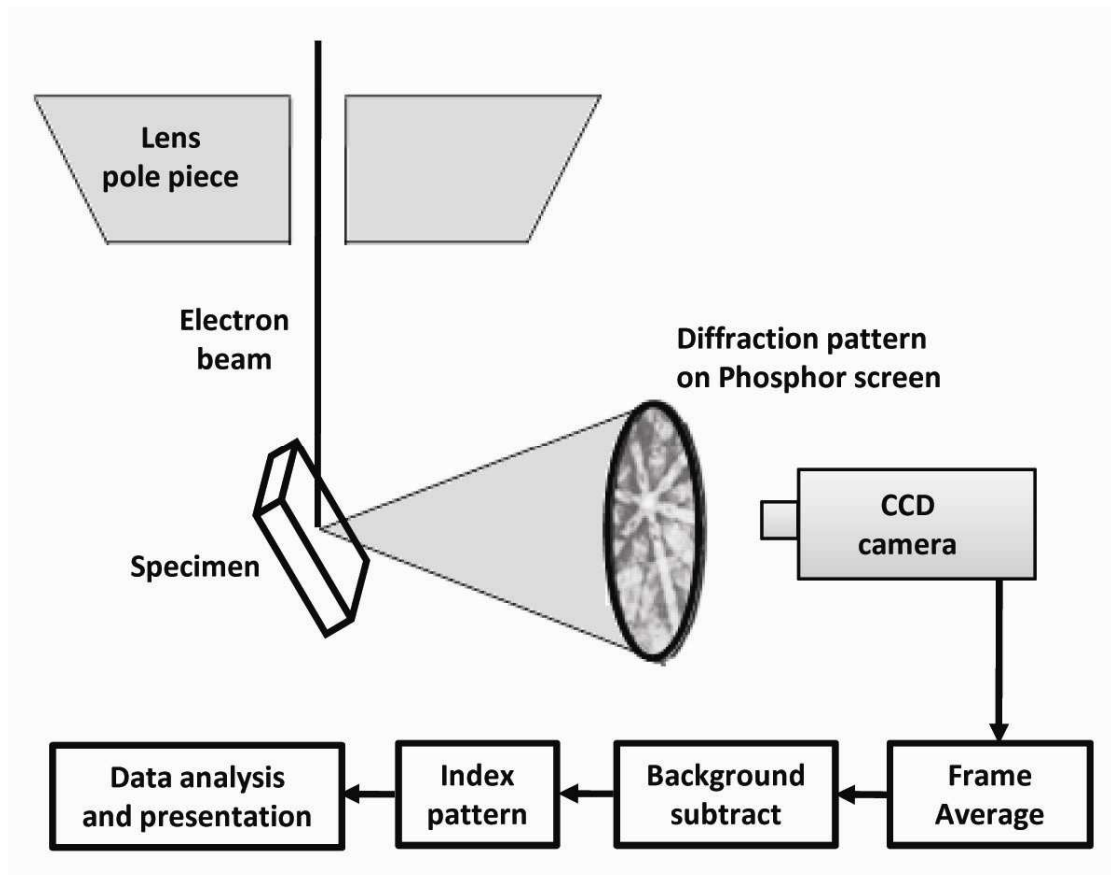 Lens
pole piece
Electron
beam
Diffraction pattern
on Phosphor screen
CCD
camera
Specimen
Data analysis
and presentation
Index
pattern
Background
subtract
Frame
Average